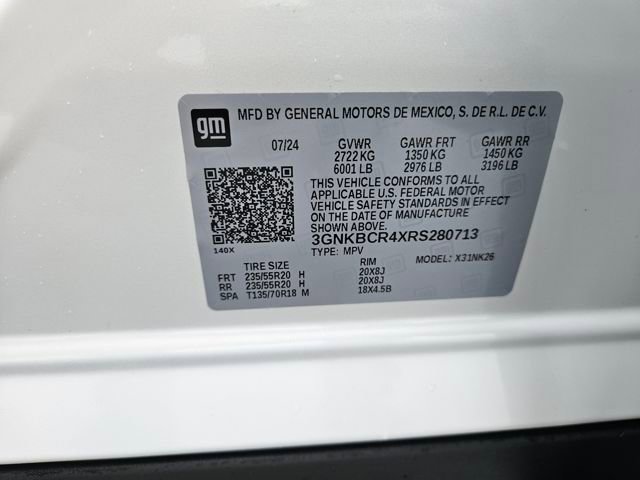 gm
MFD BY GENERAL MOTORS DE MEXICO, S. DE R.L. DE C.V.
07/24 GVWR GAWR FRT GAWR RR
2722 KG 1350 KG 1450 KG
6001 LB 2976 LB 3196 LB
THIS VEHICLE CONFORMS TO ALL
APPLICABLE U.S. FEDERAL MOTOR
VEHICLE SAFETY STANDARDS IN EFFECT
ON THE DATE OF MANUFACTURE
SHOWN ABOVE.
3GNKBCR4XRS280713
140X TYPE: MPV MODEL: X31NK26
TIRE SIZE RIM
FRT 235/55R20 H 20X8J
RR 235/55R20 H 20X8J
SPA T135/70R18 M 18X4.5B